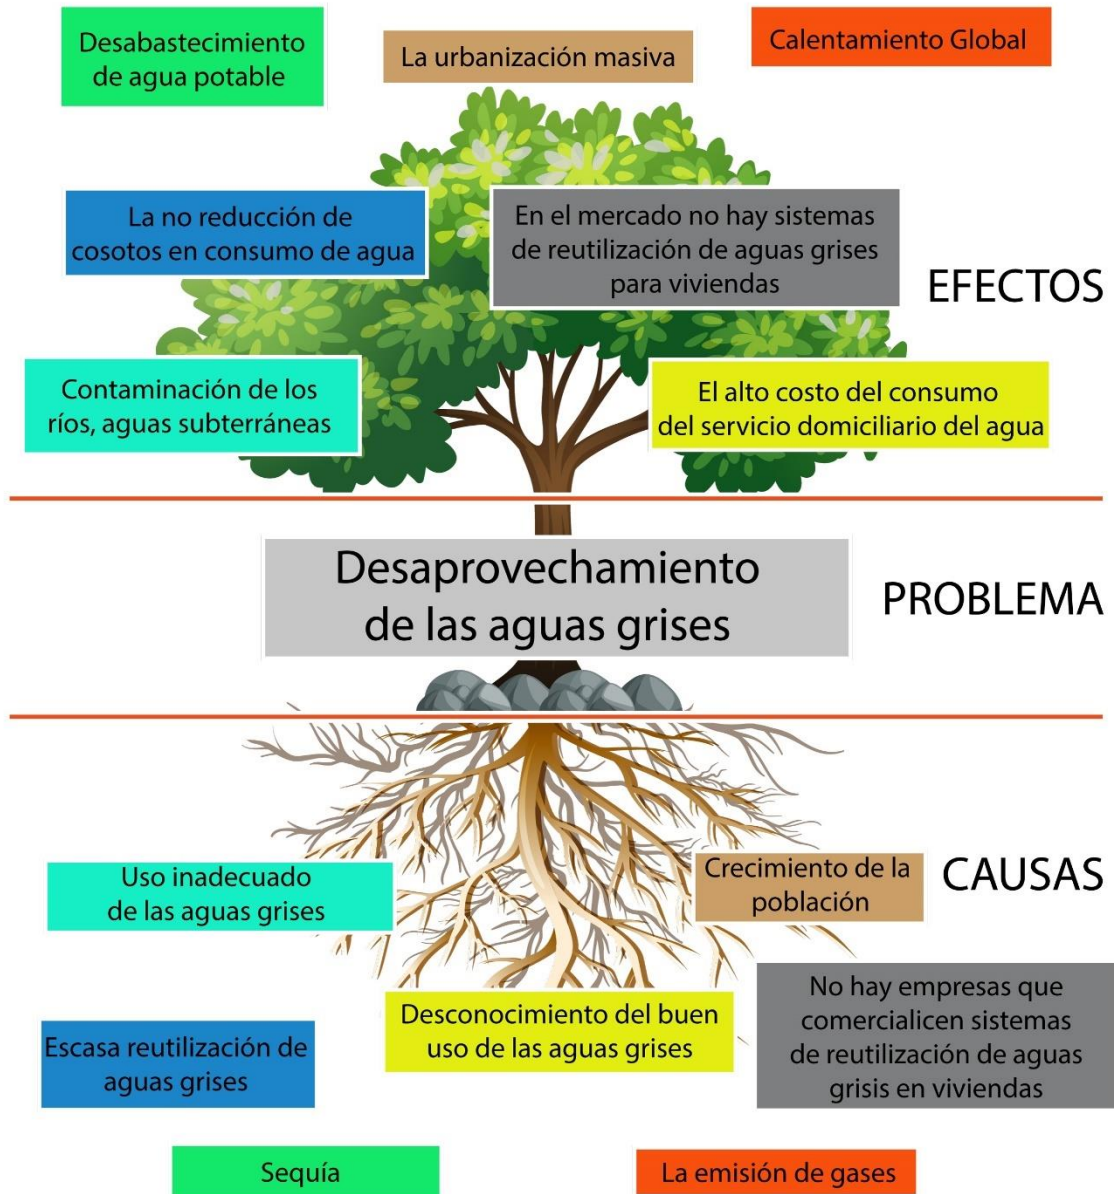 Desabastecimiento
de agua potable
La urbanización masiva
Calentamiento Global
La no reducción de
cosotos en consumo de agua
En el mercado no hay sistemas
de reutilización de aguas grises
para viviendas
EFECTOS
Contaminación de los
ríos, aguas subterráneas
El alto costo del consumo
del servicio domiciliario del agua
Desaprovechamiento
de las aguas grises
PROBLEMA
Uso inadecuado
de las aguas grises
Crecimiento de la
población
CAUSAS
Escasa reutilización de
aguas grises
Desconocimiento del buen
uso de las aguas grises
No hay empresas que
comercialicen sistemas
de reutilización de aguas
grisis en viviendas
Sequía
La emisión de gases